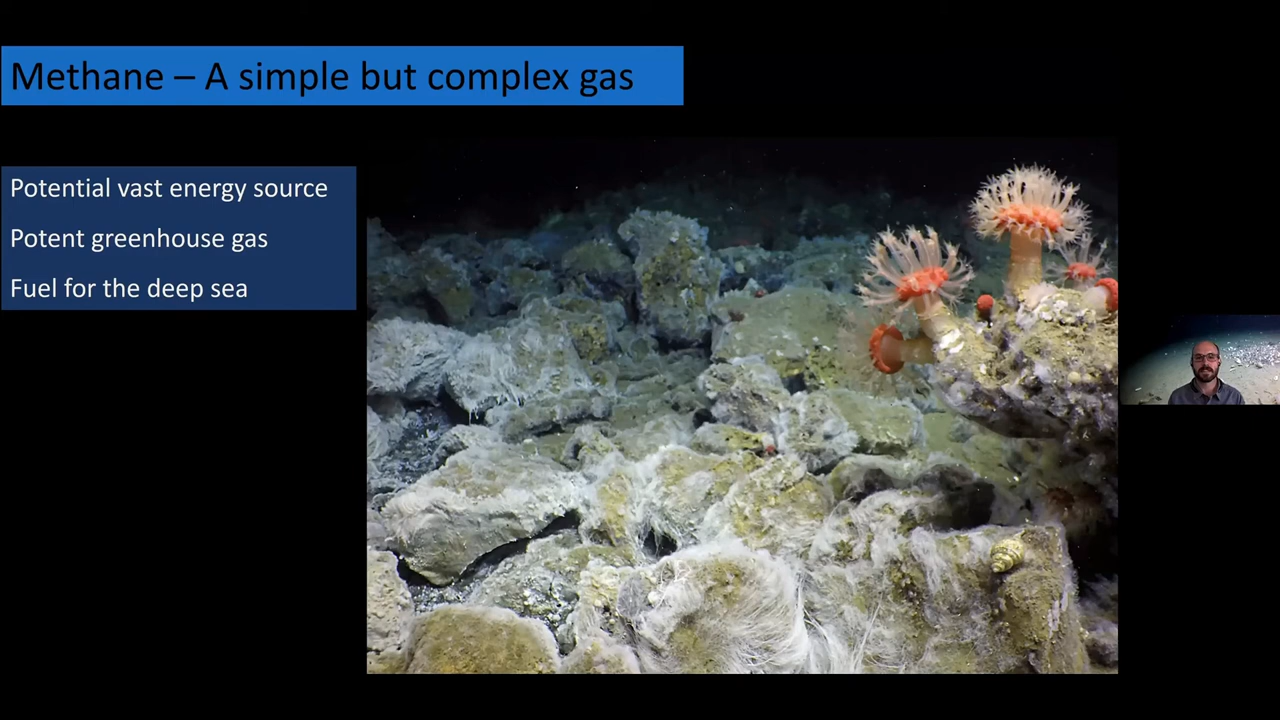 Methane – A simple but complex gas
Potential vast energy source
Potent greenhouse gas
Fuel for the deep sea